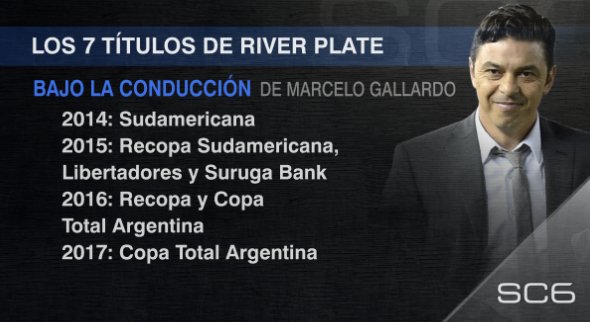 LOS 7 TÍTULOS DE RIVER PLATE
BAJO LA CONDUCCIÓN DE MARCELO GALLARDO
2014: Sudamericana
2015: Recopa Sudamericana,
Libertadores y Suruga Bank
2016: Recopa y Copa
Total Argentina
2017: Copa Total Argentina
SC6
SC6